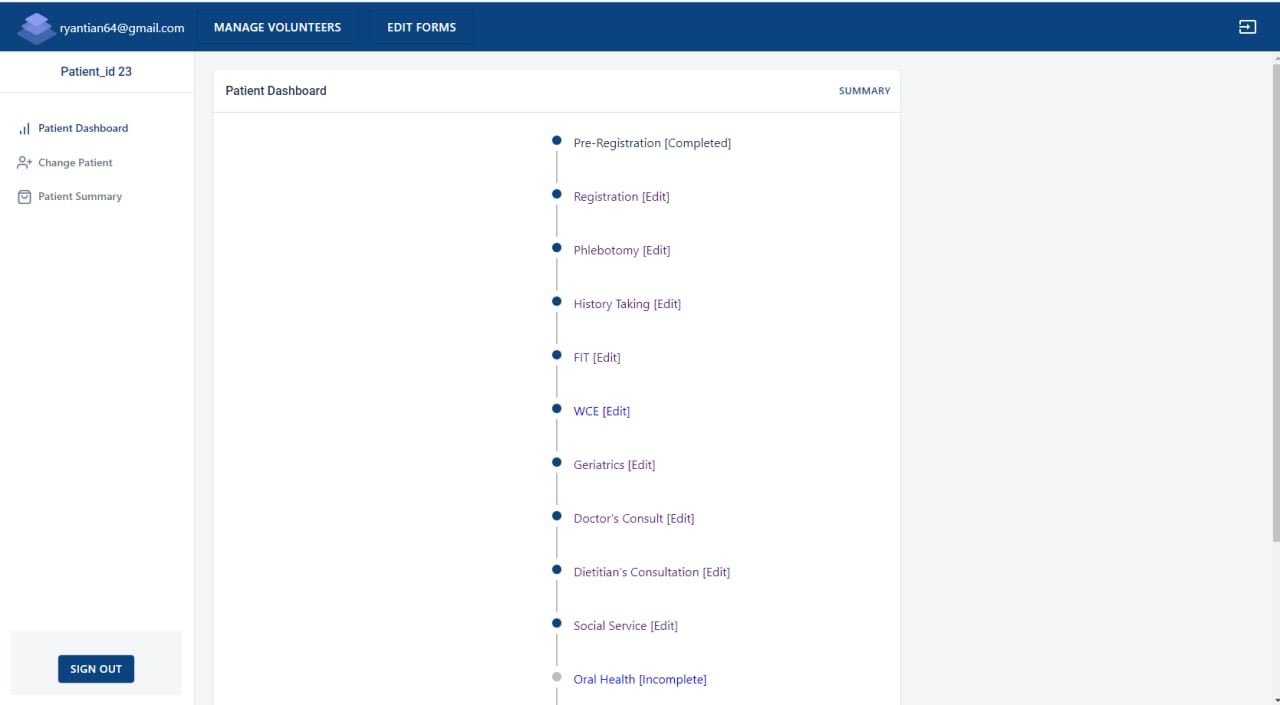 ryantian64@gmail.com
MANAGE VOLUNTEERS
EDIT FORMS
Patient_id 23
Patient Dashboard
Change Patient
Patient Summary
SIGN OUT
Patient Dashboard
SUMMARY
Pre-Registration [Completed]
Registration [Edit]
Phlebotomy [Edit]
History Taking [Edit]
FIT [Edit]
WCE [Edit]
Geriatrics [Edit]
Doctor's Consult [Edit]
Dietitian's Consultation [Edit]
Social Service [Edit]
Oral Health [Incomplete]